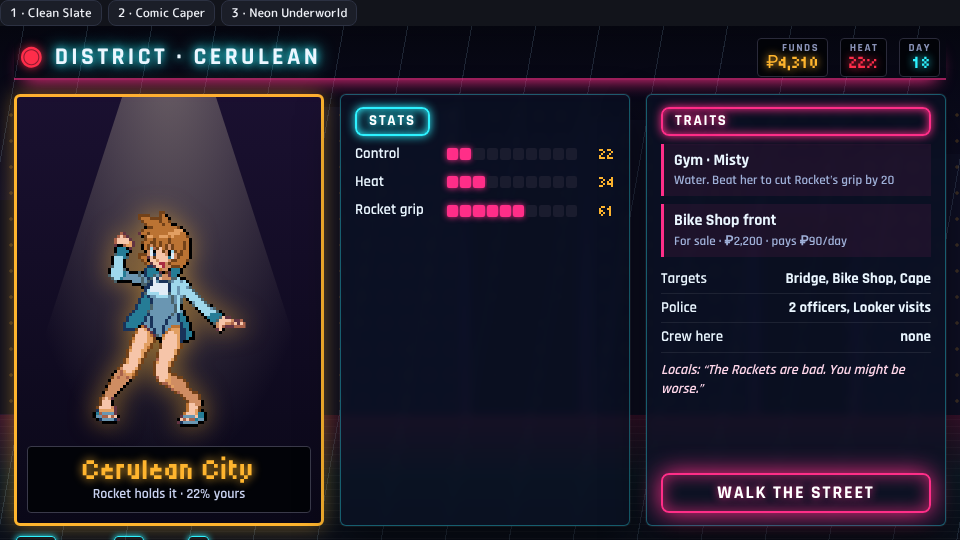 1 · Clean Slate
2 · Comic Caper
3 · Neon Underworld
DISTRICT · CERULEAN
FUNDS
₽4,310
HEAT
22%
DAY
18
Cerulean City
Rocket holds it · 22% yours
STATS
Control 22
Heat 34
Rocket grip 61
TRAITS
Gym · Misty
Water. Beat her to cut Rocket's grip by 20
Bike Shop front
For sale · ₽2,200 · pays ₽90/day
Targets Bridge, Bike Shop, Cape
Police 2 officers, Looker visits
Crew here none
Locals: “The Rockets are bad. You might be
worse.”
WALK THE STREET